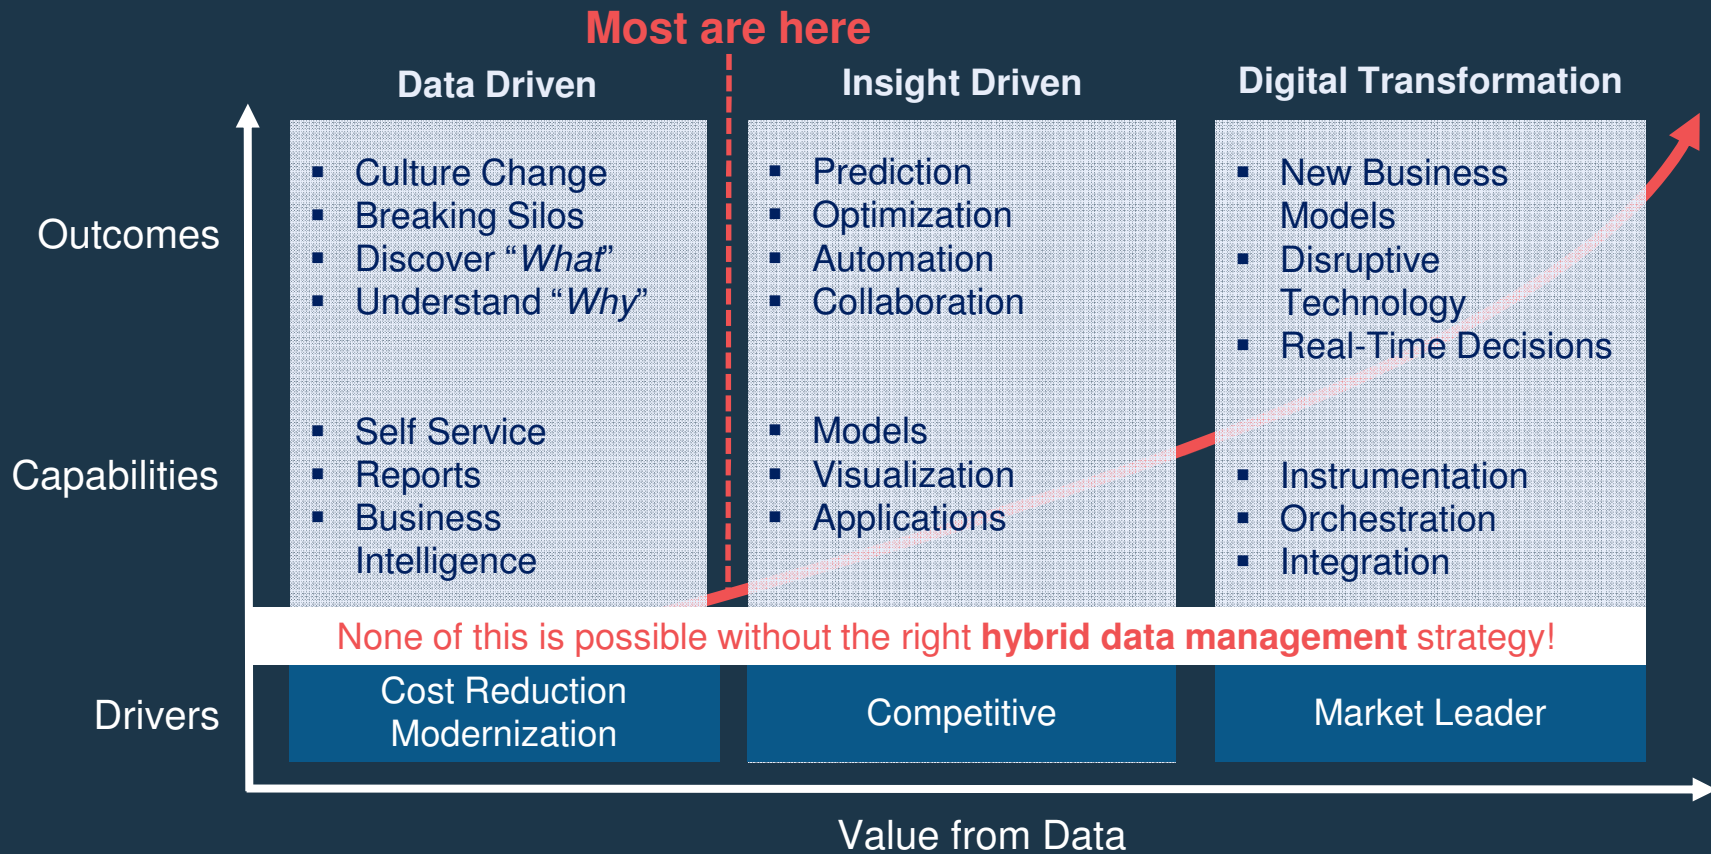 Most are here
Data Driven
Insight Driven
Digital Transformation
Outcomes
▪ Culture Change
▪ Breaking Silos
▪ Discover “What”
▪ Understand “Why”
▪ Prediction
▪ Optimization
▪ Automation
▪ Collaboration
▪ New Business
Models
▪ Disruptive
Technology
▪ Real-Time Decisions
Capabilities
▪ Self Service
▪ Reports
▪ Business
Intelligence
▪ Models
▪ Visualization
▪ Applications
▪ Instrumentation
▪ Orchestration
▪ Integration
None of this is possible without the right hybrid data management strategy!
Drivers
Cost Reduction
Modernization
Competitive
Market Leader
Value from Data